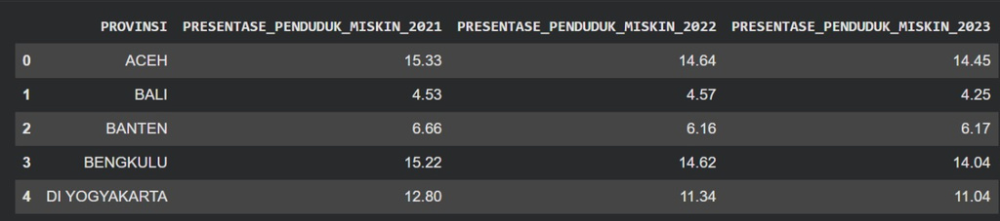 PROVINSI PRESENTASE_PENDUDUK_MISKIN_2021 PRESENTASE_PENDUDUK_MISKIN_2022 PRESENTASE_PENDUDUK_MISKIN_2023
0 ACEH 15.33 14.64 14.45
1 BALI 4.53 4.57 4.25
2 BANTEN 6.66 6.16 6.17
3 BENGKULU 15.22 14.62 14.04
4 DI YOGYAKARTA 12.80 11.34 11.04